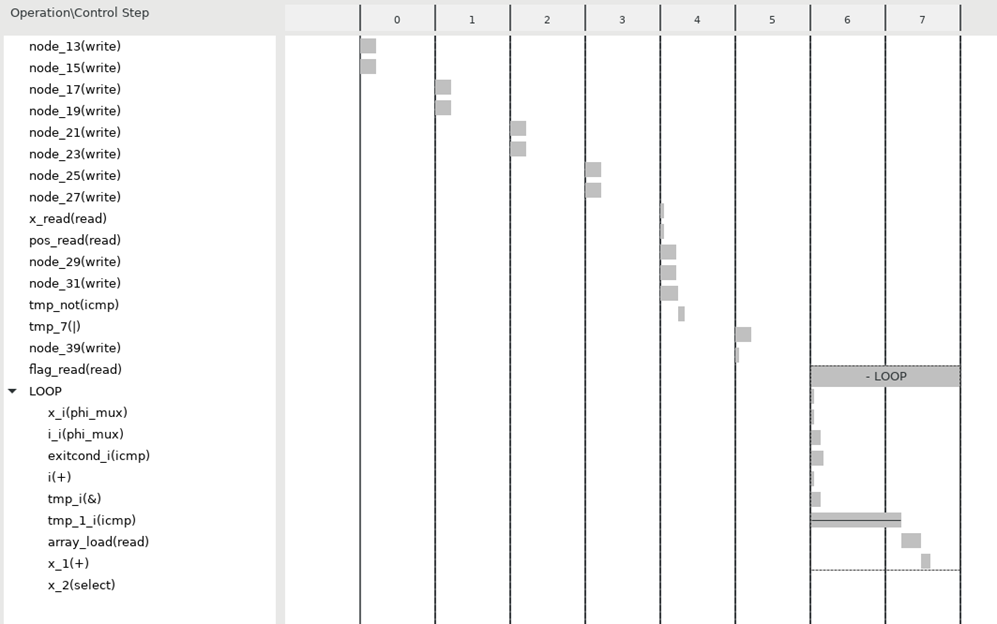 Operation\Control Step
0 1 2 3 4 5 6 7
node_13(write)
node_15(write)
node_17(write)
node_19(write)
node_21(write)
node_23(write)
node_25(write)
node_27(write)
x_read(read)
pos_read(read)
node_29(write)
node_31(write)
tmp_not(icmp)
tmp_7(|)
node_39(write)
flag_read(read)
- LOOP
LOOP
x_i(phi_mux)
i_i(phi_mux)
exitcond_i(icmp)
i(+)
tmp_i(&)
tmp_1_i(icmp)
array_load(read)
x_1(+)
x_2(select)